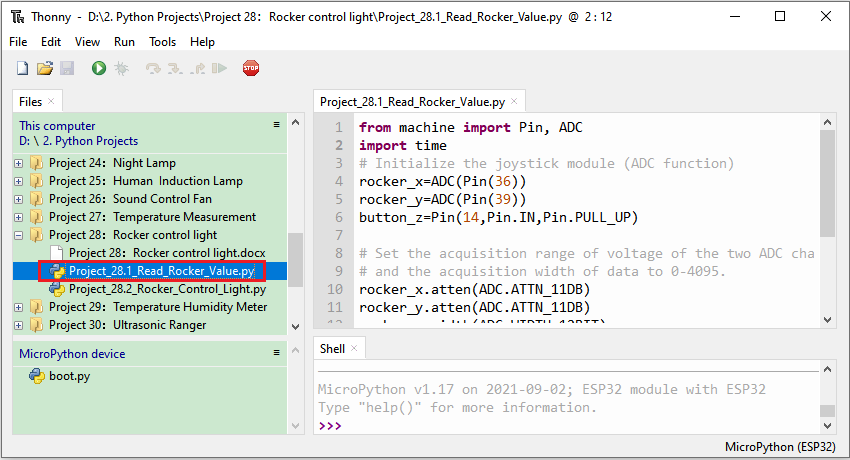 Thonny - D:\2. Python Projects\Project 28：Rocker control light\Project_28.1_Read_Rocker_Value.py @ 2 : 12
File Edit View Run Tools Help
STOP
Files ×
This computer ≡
D: \ 2. Python Projects
Project 24：Night Lamp
Project 25：Human Induction Lamp
Project 26：Sound Control Fan
Project 27：Temperature Measurement
Project 28：Rocker control light
Project 28：Rocker control light.docx
Project_28.1_Read_Rocker_Value.py
Project_28.2_Rocker_Control_Light.py
Project 29：Temperature Humidity Meter
Project 30：Ultrasonic Ranger
MicroPython device ≡
boot.py
Project_28.1_Read_Rocker_Value.py ×
1 from machine import Pin, ADC
2 import time
3 # Initialize the joystick module (ADC function)
4 rocker_x=ADC(Pin(36))
5 rocker_y=ADC(Pin(39))
6 button_z=Pin(14,Pin.IN,Pin.PULL_UP)
7
8 # Set the acquisition range of voltage of the two ADC cha
9 # and the acquisition width of data to 0-4095.
10 rocker_x.atten(ADC.ATTN_11DB)
11 rocker_y.atten(ADC.ATTN_11DB)
Shell ×
MicroPython v1.17 on 2021-09-02; ESP32 module with ESP32
Type "help()" for more information.
>>>
MicroPython (ESP32)